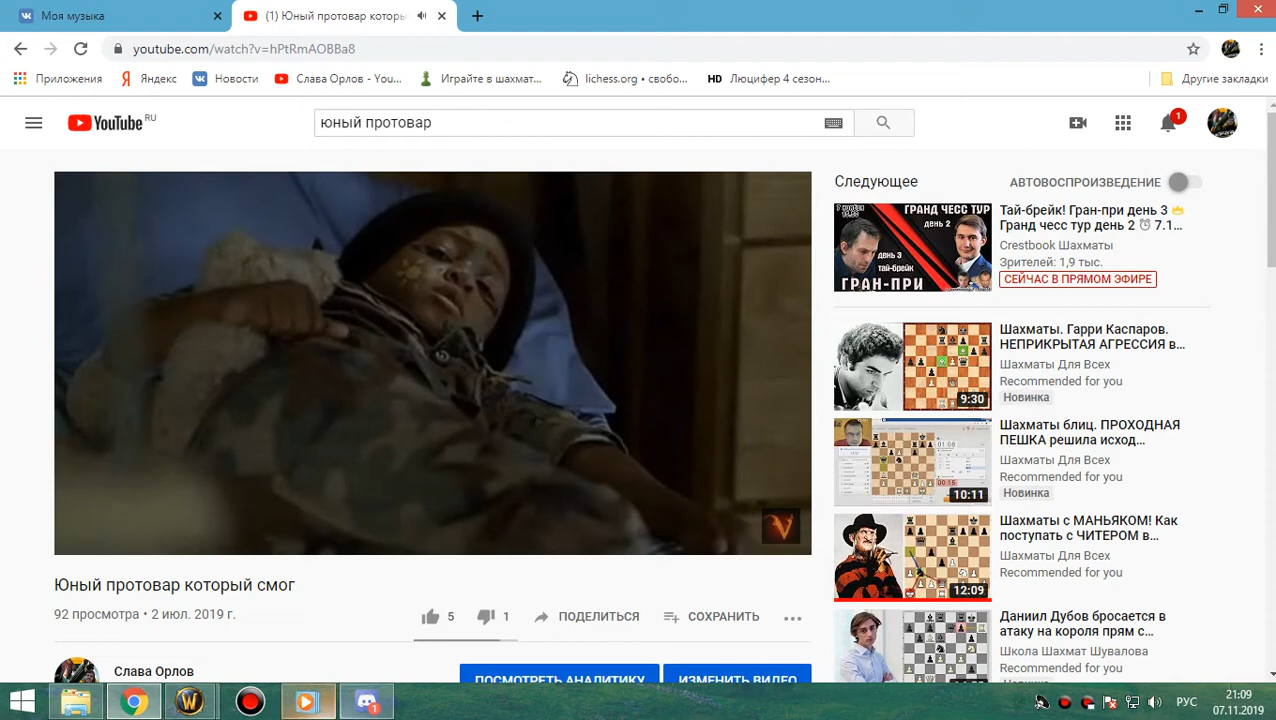 Моя музыка
(1) Юный протовар которы
youtube.com/watch?v=hPtRmAOBBa8
Приложения
Яндекс
Новости
Слава Орлов - You...
Играйте в шахмат...
lichess.org • свобо...
HD Люцифер 4 сезон...
Другие закладки
YouTube RU
юный протовар
1
Следующее
АВТОВОСПРОИЗВЕДЕНИЕ
7 ноября
ГРАНД ЧЕСС ТУР
день 2
день 3
тай-брейк
ГРАН-ПРИ
Тай-брейк! Гран-при день 3
Гранд чесс тур день 2 7.1...
Crestbook Шахматы
Зрителей: 1,9 тыс.
СЕЙЧАС В ПРЯМОМ ЭФИРЕ
9:30
Шахматы. Гарри Каспаров.
НЕПРИКРЫТАЯ АГРЕССИЯ в...
Шахматы Для Всех
Recommended for you
Новинка
10:11
Шахматы блиц. ПРОХОДНАЯ
ПЕШКА решила исход...
Шахматы Для Всех
Recommended for you
Новинка
12:09
Шахматы с МАНЬЯКОМ! Как
поступать с ЧИТЕРОМ в...
Шахматы Для Всех
Recommended for you
Даниил Дубов бросается в
атаку на короля прям с...
Школа Шахмат Шувалова
Recommended for you
Юный протовар который смог
92 просмотра • 2 июл. 2019 г.
5
1
ПОДЕЛИТЬСЯ
СОХРАНИТЬ
Слава Орлов
ПОСМОТРЕТЬ АНАЛИТИКУ
ИЗМЕНИТЬ ВИДЕО
РУС
21:09
07.11.2019